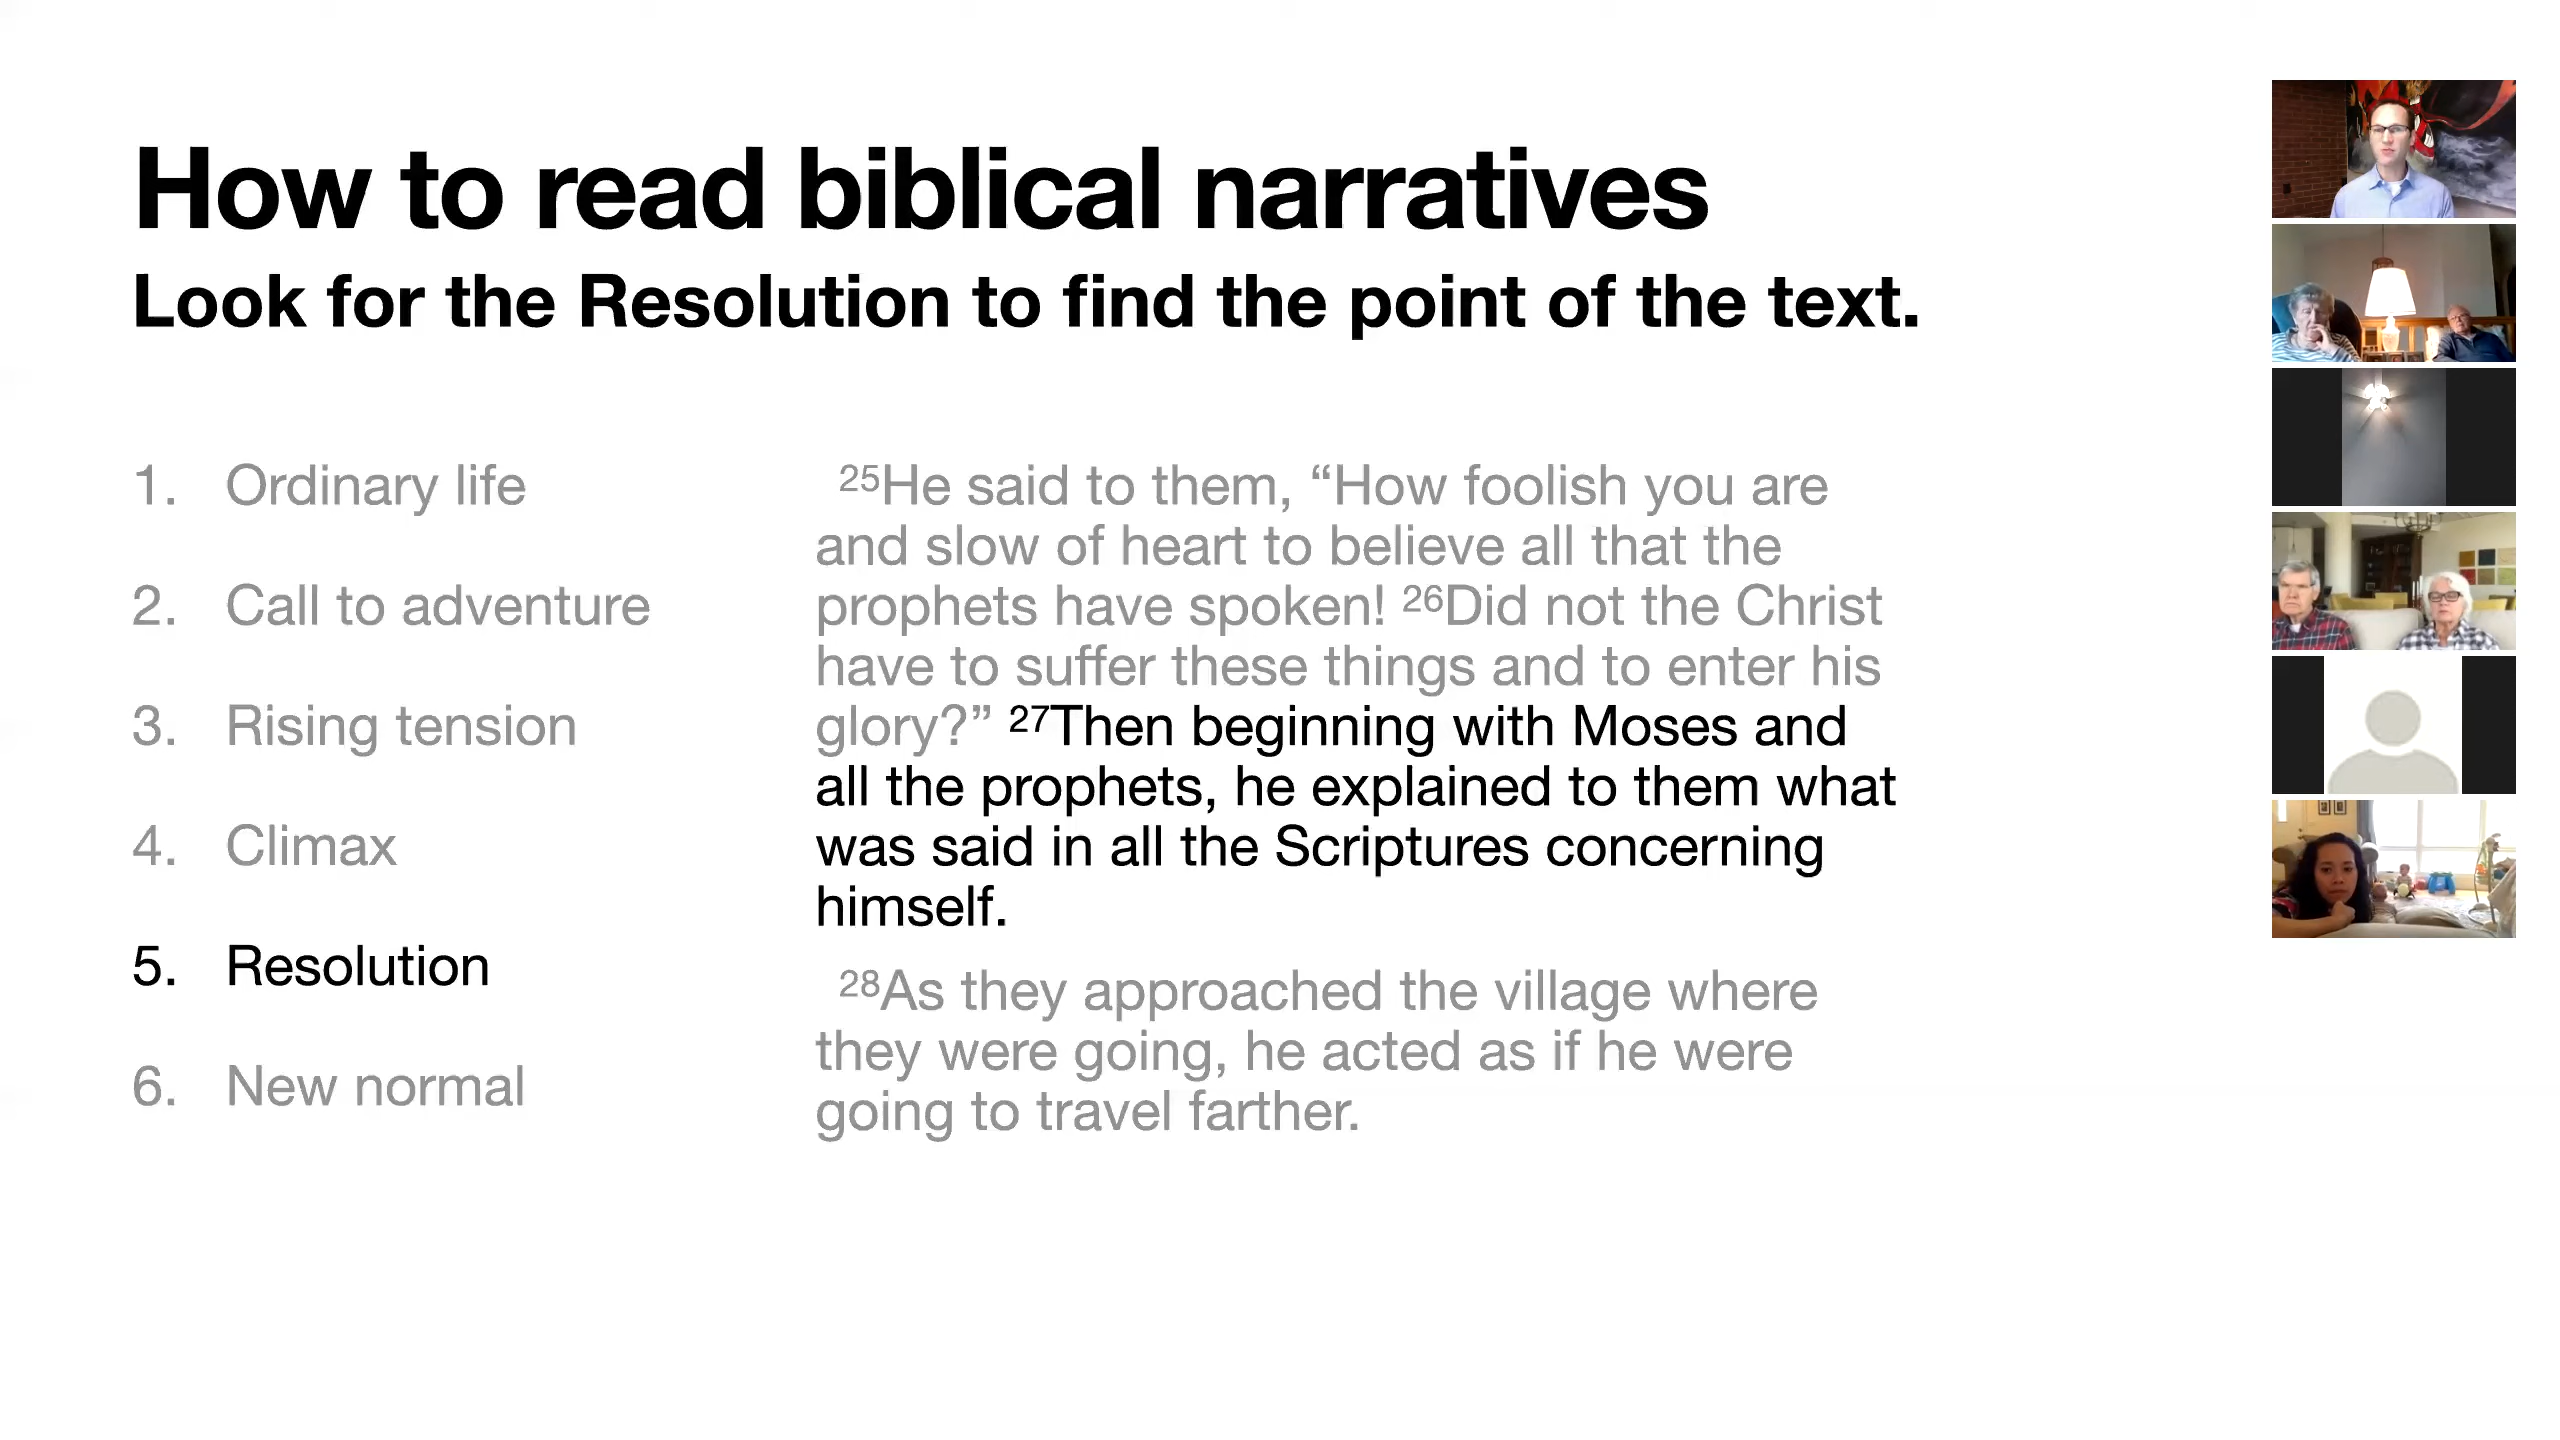 How to read biblical narratives
Look for the Resolution to find the point of the text.
1. Ordinary life
2. Call to adventure
3. Rising tension
4. Climax
5. Resolution
6. New normal
25He said to them, “How foolish you are
and slow of heart to believe all that the
prophets have spoken! 26Did not the Christ
have to suffer these things and to enter his
glory?” 27Then beginning with Moses and
all the prophets, he explained to them what
was said in all the Scriptures concerning
himself.
28As they approached the village where
they were going, he acted as if he were
going to travel farther.